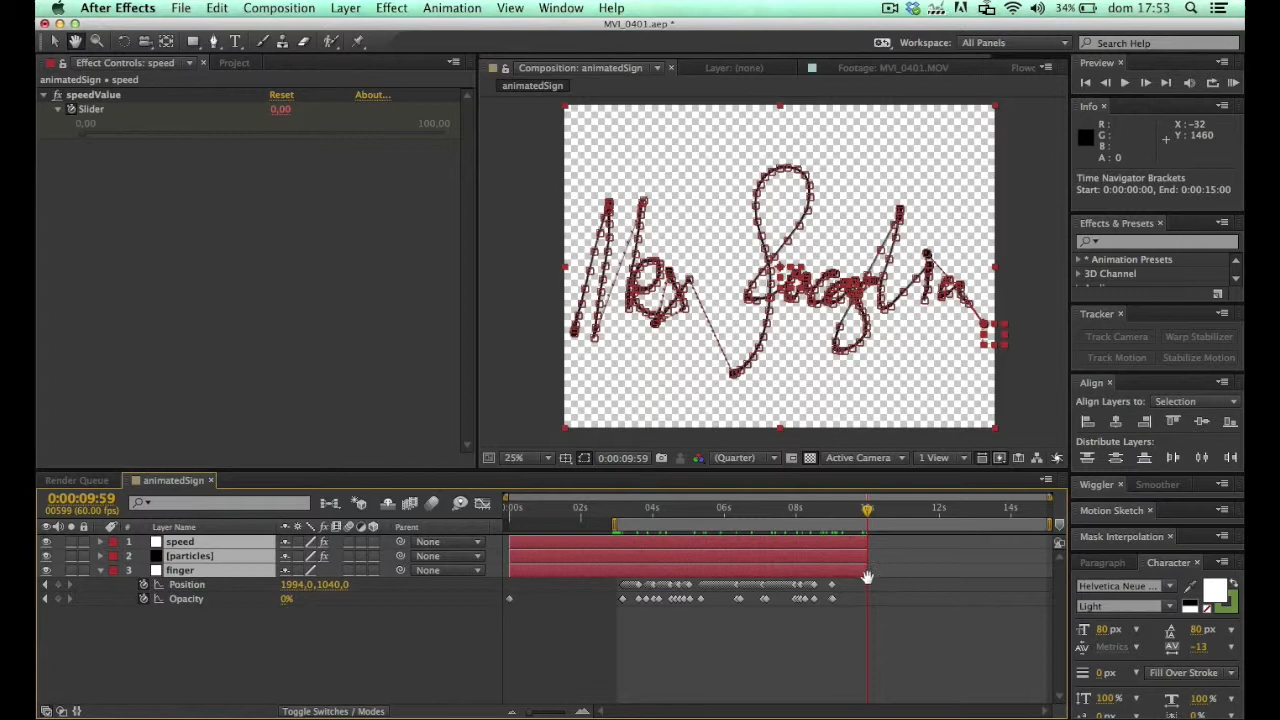 After Effects File Edit Composition Layer Effect Animation View Window Help 34% dom 17:53
MVI_0401.aep *
Workspace: All Panels Search Help
Effect Controls: speed Project
animatedSign • speed
fx speedValue Reset About...
Slider 0,00
0,00 100,00
Composition: animatedSign Layer: (none) Footage: MVI_0401.MOV Flowc
animatedSign
25% 0:00:09:59 (Quarter) Active Camera 1 View
Preview
Info
R: X: -32
G: Y: 1460
B:
A: 0
Time Navigator Brackets
Start: 0:00:00:00, End: 0:00:15:00
Effects & Presets
* Animation Presets
3D Channel
Tracker
Track Camera Warp Stabilizer
Track Motion Stabilize Motion
Align
Align Layers to: Selection
Distribute Layers:
Wiggler Smoother
Motion Sketch
Mask Interpolation
Paragraph Character
Helvetica Neue ...
Light
80 px 80 px
Metrics -13
0 px Fill Over Stroke
100 % 100 %
0 px 0 %
Render Queue animatedSign
0:00:09:59
00599 (60.00 fps)
:00s 02s 04s 06s 08s 12s 14s
# Layer Name Parent
1 speed None
2 [particles] None
3 finger None
Position 1994,0,1040,0
Opacity 0%
Toggle Switches / Modes